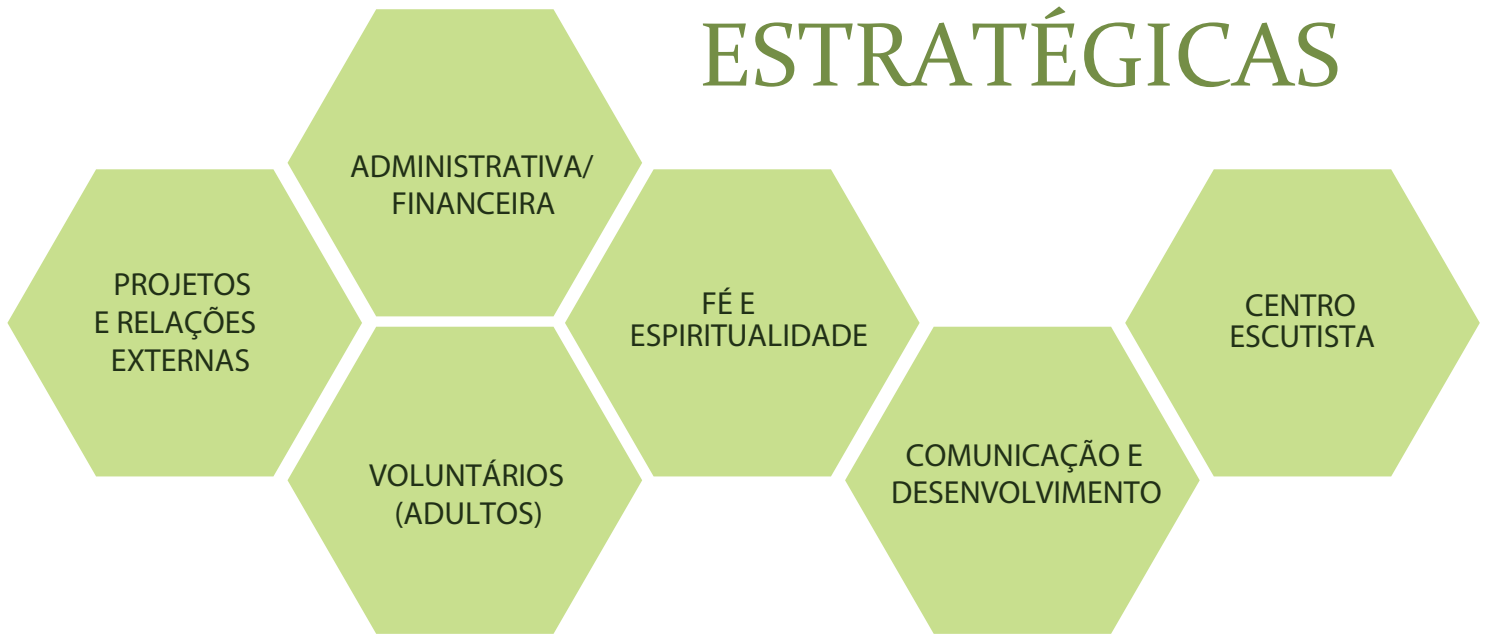 ESTRATÉGICAS
ADMINISTRATIVA/
FINANCEIRA
PROJETOS
E RELAÇÕES
EXTERNAS
FÉ E
ESPIRITUALIDADE
CENTRO
ESCUTISTA
VOLUNTÁRIOS
(ADULTOS)
COMUNICAÇÃO E
DESENVOLVIMENTO